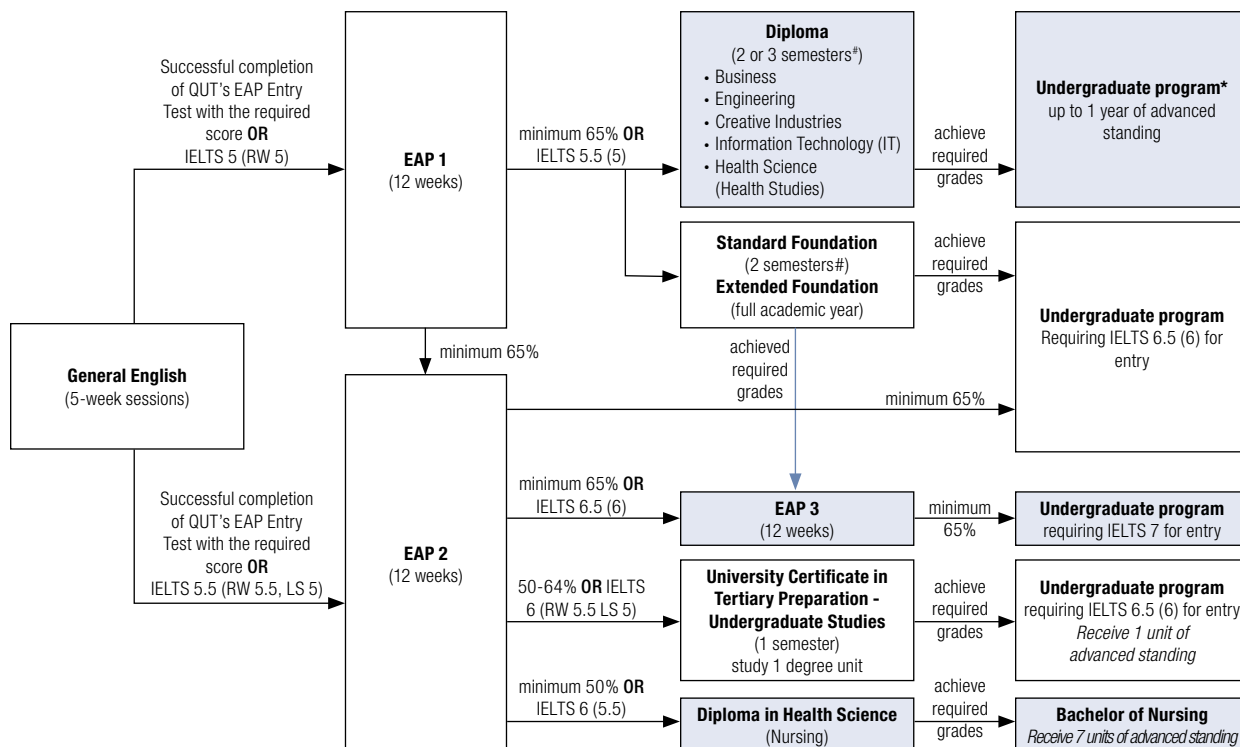 Successful completion
of QUT's EAP Entry
Test with the required
score OR
IELTS 5 (RW 5)
General English
(5-week sessions)
Successful completion
of QUT's EAP Entry
Test with the required
score OR
IELTS 5.5 (RW 5.5, LS 5)
EAP 1
(12 weeks)
minimum 65% OR
IELTS 5.5 (5)
Diploma
(2 or 3 semesters#)
• Business
• Engineering
• Creative Industries
• Information Technology (IT)
• Health Science
(Health Studies)
achieve
required
grades
Undergraduate program*
up to 1 year of advanced
standing
Standard Foundation
(2 semesters#)
Extended Foundation
(full academic year)
achieve
required
grades
Undergraduate program
Requiring IELTS 6.5 (6) for
entry
minimum 65%
achieved
required
grades
EAP 2
(12 weeks)
minimum 65%
minimum 65% OR
IELTS 6.5 (6)
EAP 3
(12 weeks)
minimum
65%
Undergraduate program
requiring IELTS 7 for entry
50-64% OR IELTS
6 (RW 5.5 LS 5)
University Certificate in
Tertiary Preparation -
Undergraduate Studies
(1 semester)
study 1 degree unit
achieve
required
grades
Undergraduate program
requiring IELTS 6.5 (6) for entry
Receive 1 unit of
advanced standing
minimum 50% OR
IELTS 6 (5.5)
Diploma in Health Science
(Nursing)
achieve
required
grades
Bachelor of Nursing
Receive 7 units of advanced standing